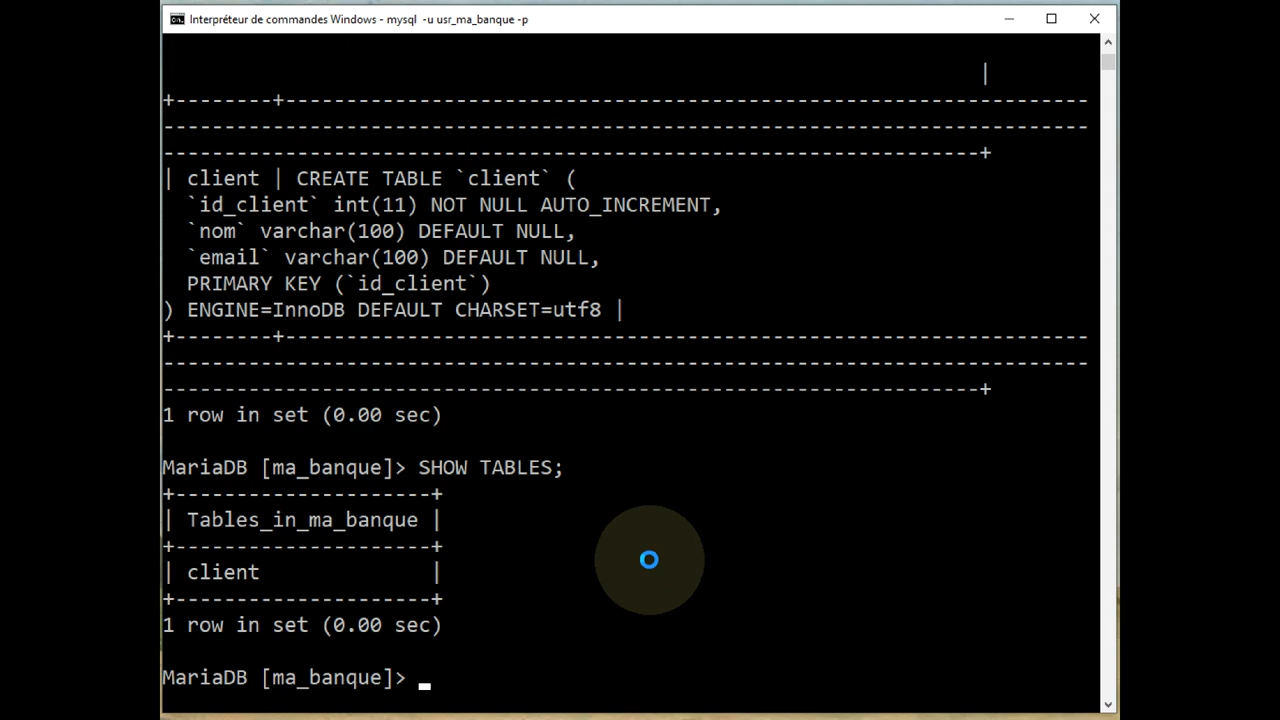 Interpréteur de commandes Windows - mysql -u usr_ma_banque -p
|
+--------+------------------------------------------------------------------
----------------------------------------------------------------------------
-------------------------------------------------------------------+
| client | CREATE TABLE `client` (
  `id_client` int(11) NOT NULL AUTO_INCREMENT,
  `nom` varchar(100) DEFAULT NULL,
  `email` varchar(100) DEFAULT NULL,
  PRIMARY KEY (`id_client`)
) ENGINE=InnoDB DEFAULT CHARSET=utf8 |
+--------+------------------------------------------------------------------
----------------------------------------------------------------------------
-------------------------------------------------------------------+
1 row in set (0.00 sec)
MariaDB [ma_banque]> SHOW TABLES;
+---------------------+
| Tables_in_ma_banque |
+---------------------+
| client              |
+---------------------+
1 row in set (0.00 sec)
MariaDB [ma_banque]> _